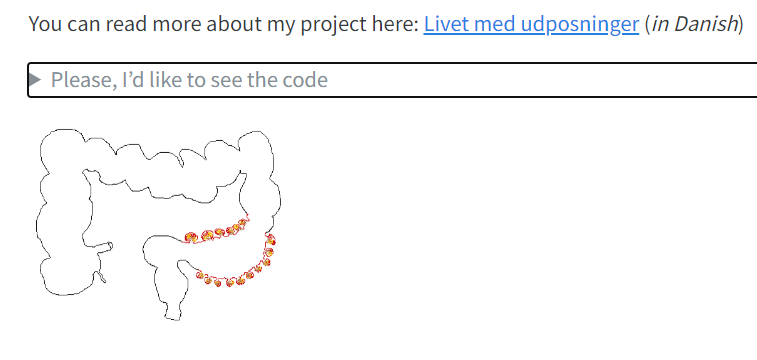 You can read more about my project here: Livet med udposninger (in Danish)
Please, I’d like to see the code